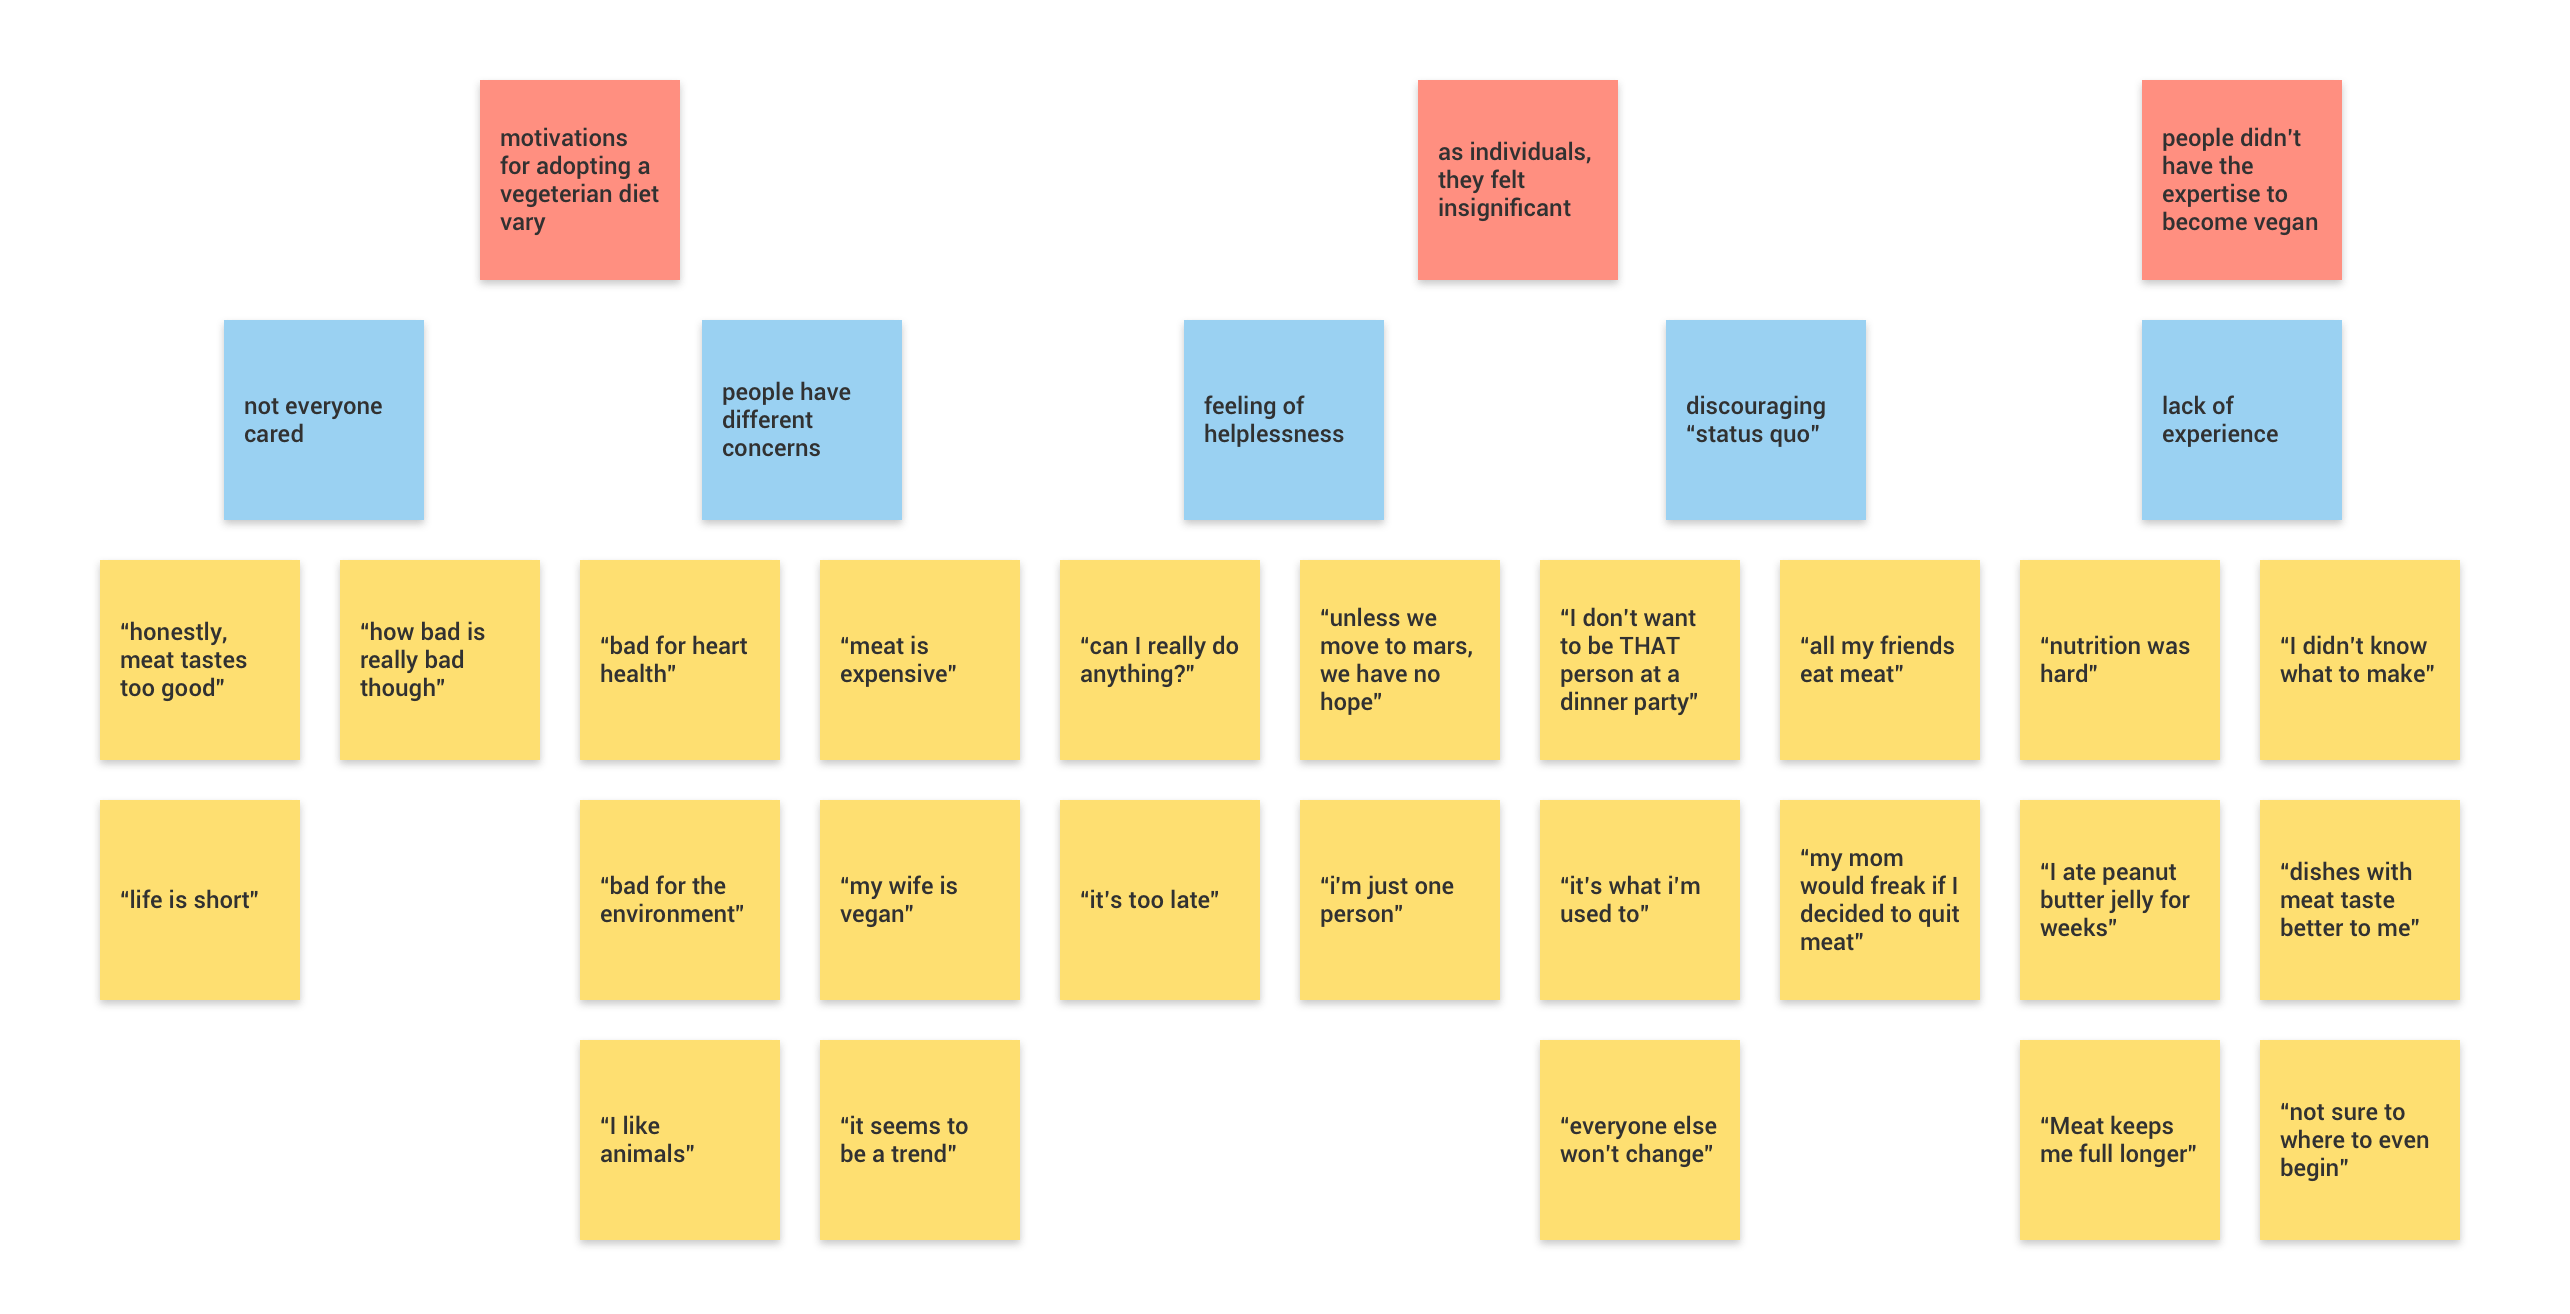 motivations
for adopting a
vegeterian diet
vary
as individuals,
they felt
insignificant
people didn't
have the
expertise to
become vegan
not everyone
cared
people have
different
concerns
feeling of
helplessness
discouraging
“status quo”
lack of
experience
“honestly,
meat tastes
too good”
“how bad is
really bad
though”
“bad for heart
health”
“meat is
expensive”
“can I really do
anything?”
“unless we
move to mars,
we have no
hope”
“I don't want
to be THAT
person at a
dinner party”
“all my friends
eat meat”
“nutrition was
hard”
“I didn't know
what to make”
“life is short”
“bad for the
environment”
“my wife is
vegan”
“it's too late”
“i'm just one
person”
“it's what i'm
used to”
“my mom
would freak if I
decided to quit
meat”
“I ate peanut
butter jelly for
weeks”
“dishes with
meat taste
better to me”
“I like
animals”
“it seems to
be a trend”
“everyone else
won't change”
“Meat keeps
me full longer”
“not sure to
where to even
begin”